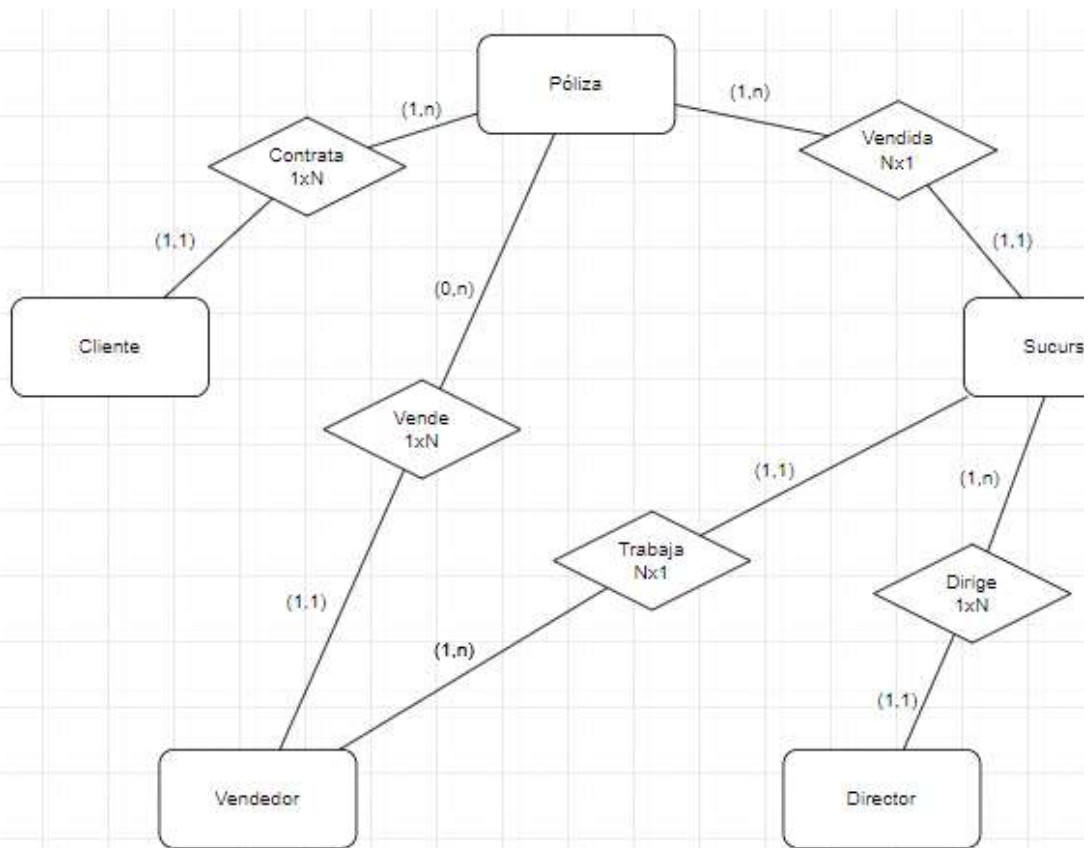 Póliza
(1,n)
(1,n)
Contrata
1xN
Vendida
Nx1
(1,1)
(1,1)
(0,n)
Cliente
Sucurs
Vende
1xN
(1,1)
(1,n)
Trabaja
Nx1
Dirige
1xN
(1,1)
(1,n)
(1,1)
Vendedor
Director